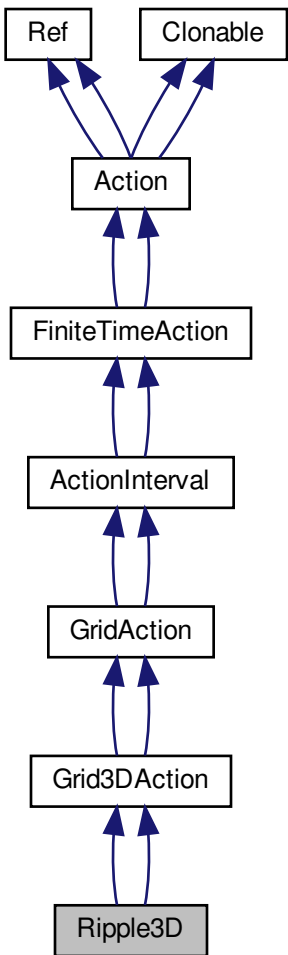 Ref
Clonable
Action
FiniteTimeAction
ActionInterval
GridAction
Grid3DAction
Ripple3D